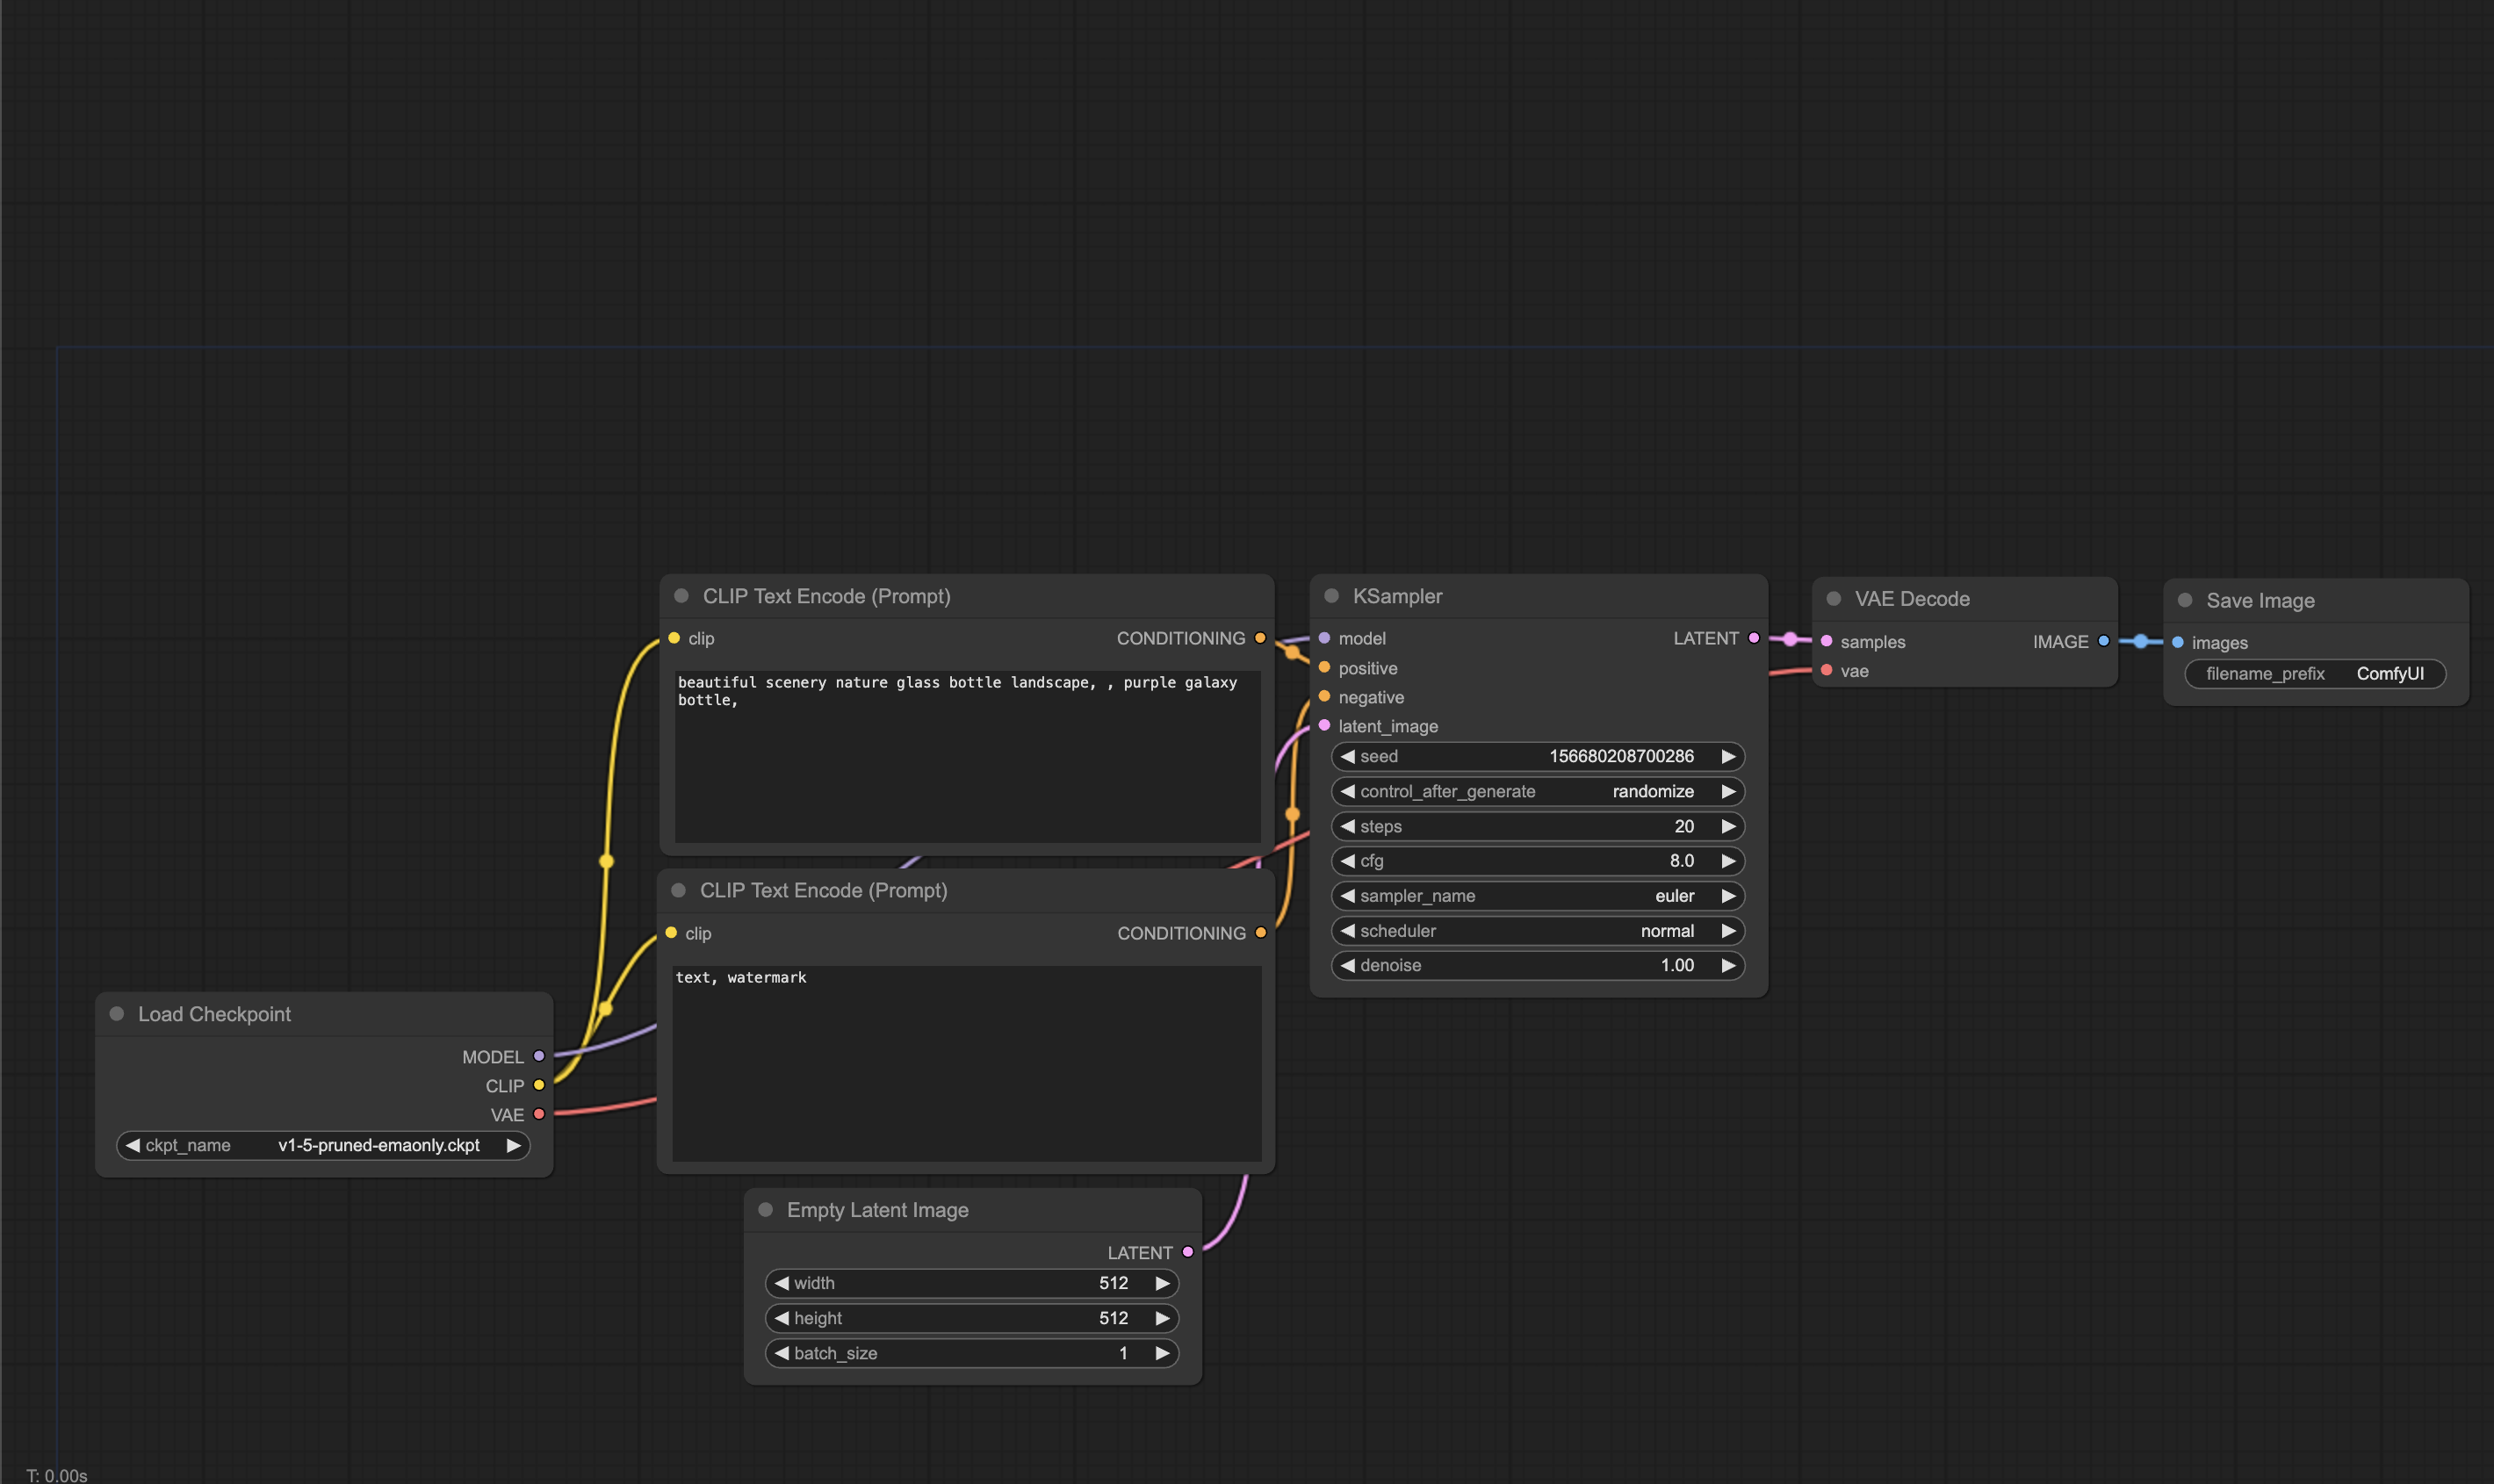 CLIP Text Encode (Prompt)
clip CONDITIONING
beautiful scenery nature glass bottle landscape, , purple galaxy
bottle,
CLIP Text Encode (Prompt)
clip CONDITIONING
text, watermark
Load Checkpoint
MODEL
CLIP
VAE
ckpt_name v1-5-pruned-emaonly.ckpt
Empty Latent Image
LATENT
width 512
height 512
batch_size 1
KSampler
model LATENT
positive
negative
latent_image
seed 156680208700286
control_after_generate randomize
steps 20
cfg 8.0
sampler_name euler
scheduler normal
denoise 1.00
VAE Decode
samples IMAGE
vae
Save Image
images
filename_prefix ComfyUI
T: 0.00s